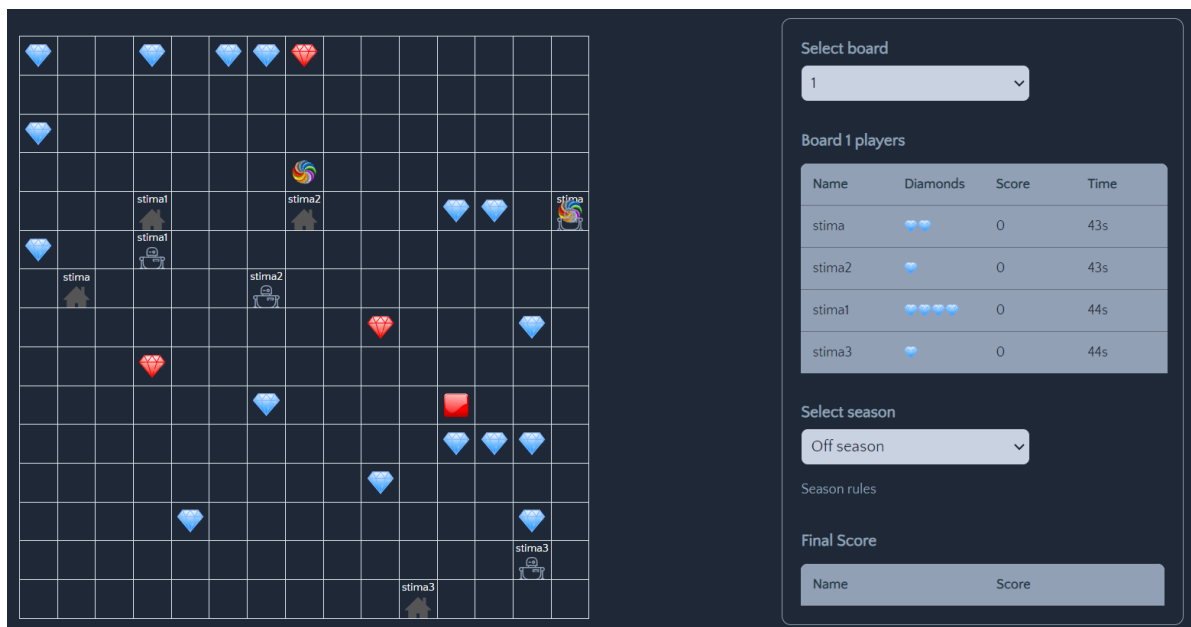 stima1
stima2
stima
stima1
stima
stima2
stima3
stima3
Select board
1
Board 1 players
Name Diamonds Score Time
stima 0 43s
stima2 0 43s
stima1 0 44s
stima3 0 44s
Select season
Off season
Season rules
Final Score
Name Score